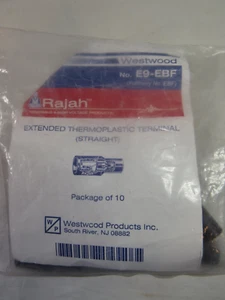 Westwood
No. E9-EBF
Rajah
EXTENDED THERMOPLASTIC TERMINAL
(STRAIGHT)
Package of 10
W/P
Westwood Products Inc.
South River, NJ 08882